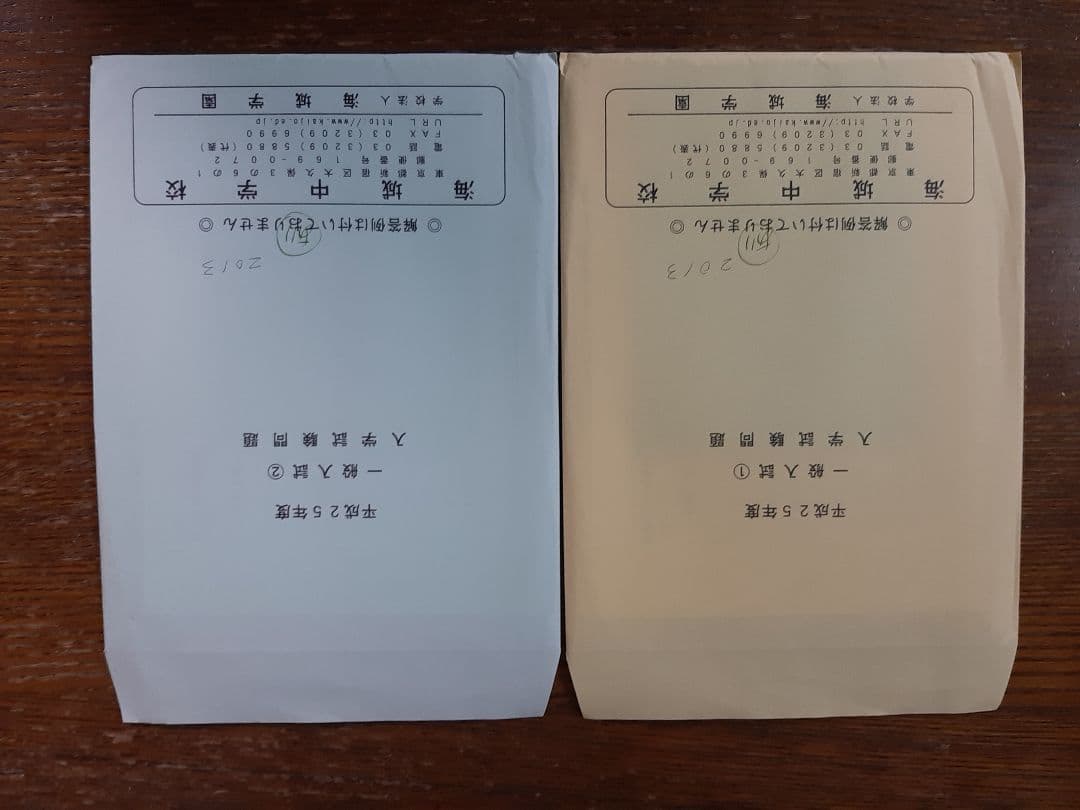 平成25年度
一般入試①
入学試験問題
2013
あり
◎ 解答例は付いておりません ◎
海城中学校
東京都新宿区大久保3の6の1
郵便番号 169-0072
電話 03(3209)5880(代表)
FAX 03(3209)6990
URL http://www.kaijo.ed.jp
学校法人 海城学園
平成25年度
一般入試②
入学試験問題
2013
あり
◎ 解答例は付いておりません ◎
海城中学校
東京都新宿区大久保3の6の1
郵便番号 169-0072
電話 03(3209)5880(代表)
FAX 03(3209)6990
URL http://www.kaijo.ed.jp
学校法人 海城学園